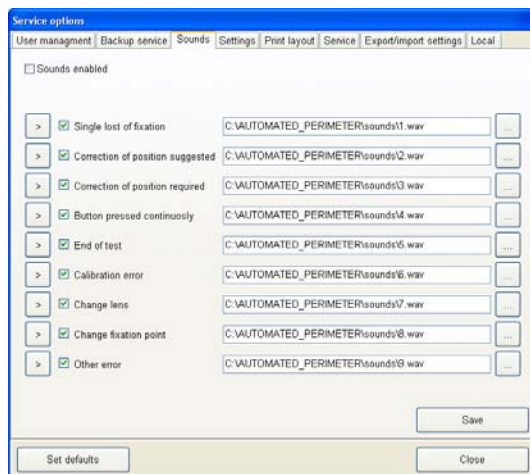 Service options
User managment Backup service Sounds Settings Print layout Service Export/import settings Local
Sounds enabled
> Single lost of fixation C:\AUTOMATED_PERIMETER\sounds\1.wav ...
> Correction of position suggested C:\AUTOMATED_PERIMETER\sounds\2.wav ...
> Correction of position required C:\AUTOMATED_PERIMETER\sounds\3.wav ...
> Button pressed continuosly C:\AUTOMATED_PERIMETER\sounds\4.wav ...
> End of test C:\AUTOMATED_PERIMETER\sounds\5.wav ...
> Calibration error C:\AUTOMATED_PERIMETER\sounds\6.wav ...
> Change lens C:\AUTOMATED_PERIMETER\sounds\7.wav ...
> Change fixation point C:\AUTOMATED_PERIMETER\sounds\8.wav ...
> Other error C:\AUTOMATED_PERIMETER\sounds\9.wav ...
Save
Set defaults Close